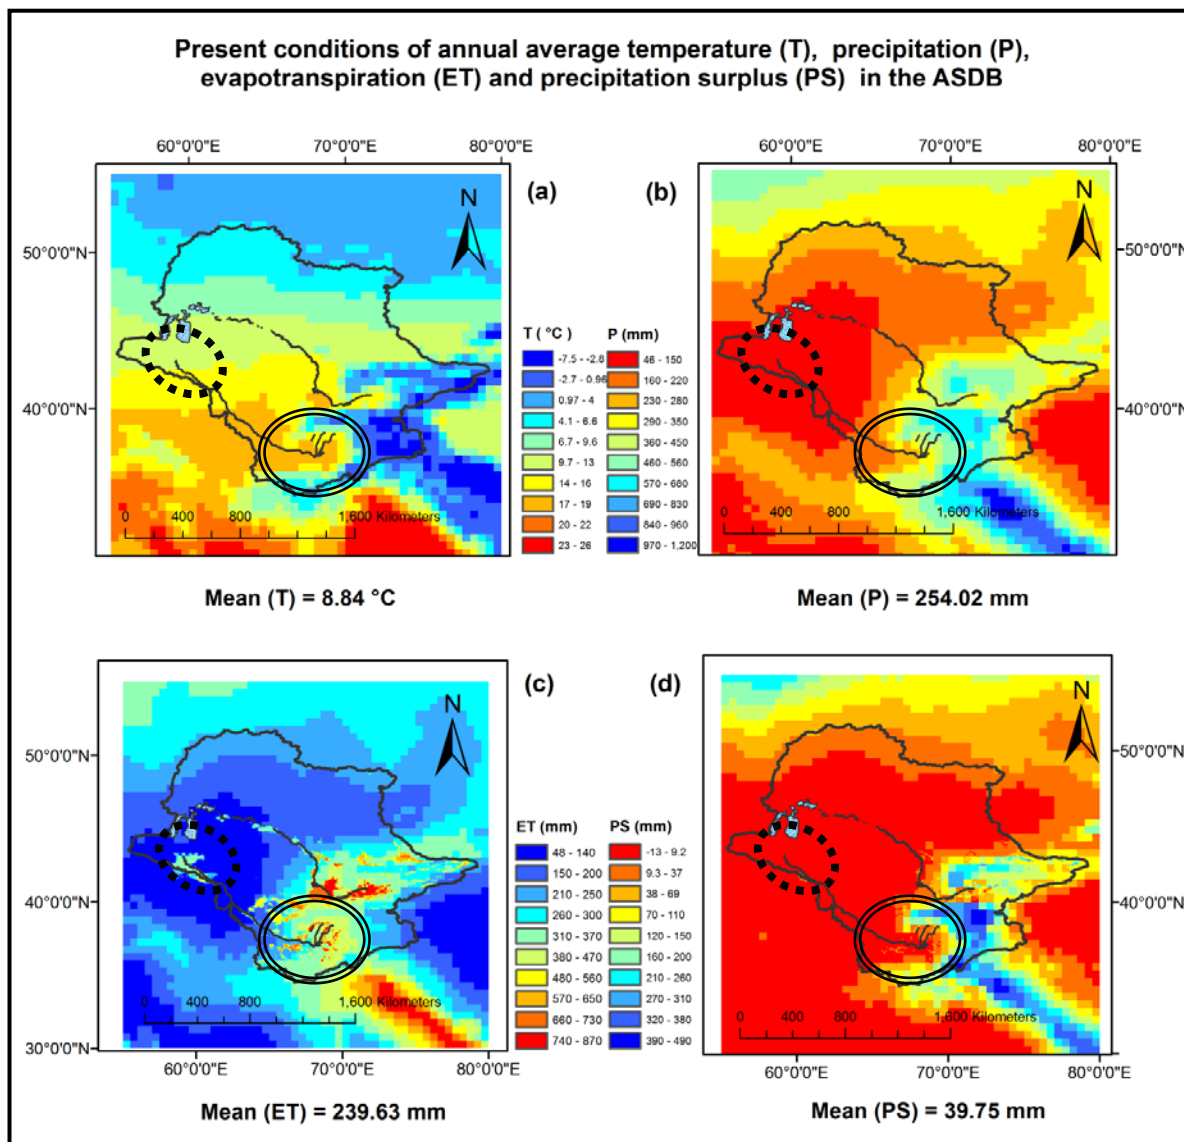 Present conditions of annual average temperature (T), precipitation (P),
evapotranspiration (ET) and precipitation surplus (PS) in the ASDB
60°0'0"E 70°0'0"E 80°0'0"E
60°0'0"E 70°0'0"E 80°0'0"E
(a)
(b)
N
N
50°0'0"N
50°0'0"N
40°0'0"N
40°0'0"N
T ( °C)
-7.5 - -2.8
-2.7 - 0.96
0.97 - 4
4.1 - 6.6
6.7 - 9.6
9.7 - 13
14 - 16
17 - 19
20 - 22
23 - 26
P (mm)
46 - 150
160 - 220
230 - 280
290 - 350
360 - 450
460 - 560
570 - 660
690 - 830
840 - 960
970 - 1,200
0 400 800 1,600 Kilometers
0 400 800 1,600 Kilometers
Mean (T) = 8.84 °C
Mean (P) = 254.02 mm
(c)
(d)
N
N
50°0'0"N
50°0'0"N
40°0'0"N
40°0'0"N
30°0'0"N
ET (mm)
48 - 140
150 - 200
210 - 250
260 - 300
310 - 370
380 - 470
480 - 560
570 - 650
660 - 730
740 - 870
PS (mm)
-13 - 9.2
9.3 - 37
38 - 69
70 - 110
120 - 150
160 - 200
210 - 260
270 - 310
320 - 380
390 - 490
0 400 800 1,600 Kilometers
0 400 800 1,600 Kilometers
60°0'0"E 70°0'0"E 80°0'0"E
60°0'0"E 70°0'0"E 80°0'0"E
Mean (ET) = 239.63 mm
Mean (PS) = 39.75 mm